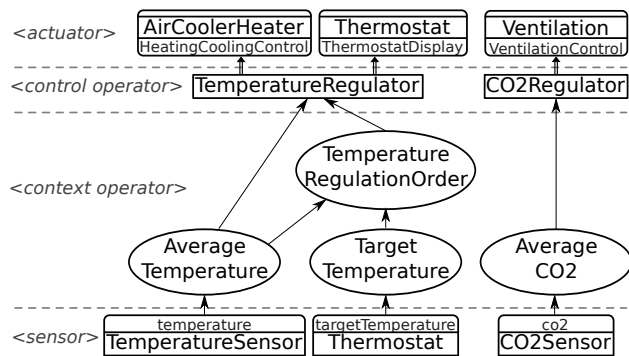 <actuator>
AirCoolerHeater
HeatingCoolingControl
Thermostat
ThermostatDisplay
Ventilation
VentilationControl
<control operator>
TemperatureRegulator
CO2Regulator
<context operator>
Temperature
RegulationOrder
Average
Temperature
Target
Temperature
Average
CO2
<sensor>
temperature
TemperatureSensor
targetTemperature
Thermostat
co2
CO2Sensor